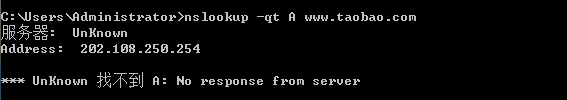 C:\Users\Administrator>nslookup -qt A www.taobao.com
服务器:  UnKnown
Address:  202.108.250.254
*** UnKnown 找不到 A: No response from server